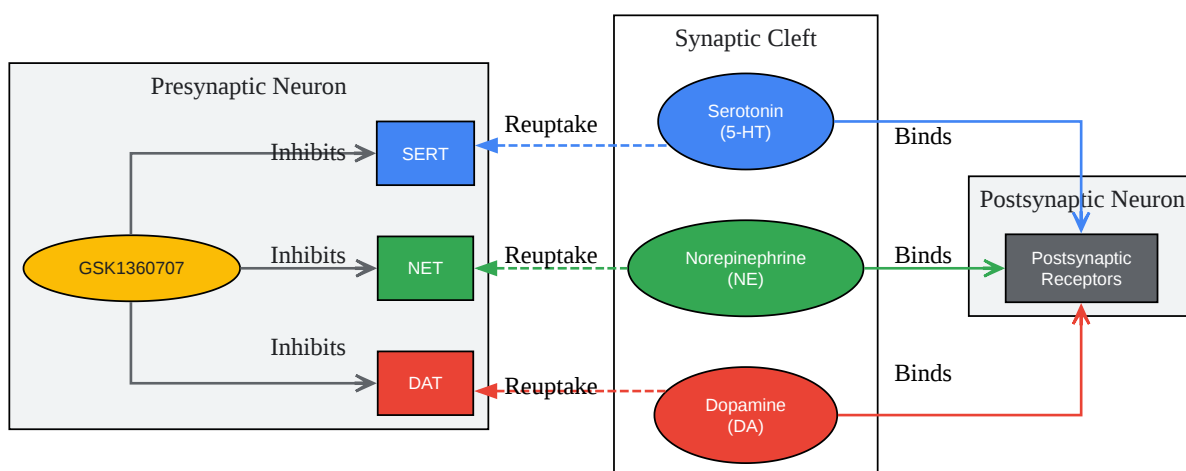 Synaptic Cleft
Presynaptic Neuron
Serotonin
(5-HT)
Reuptake
Binds
Inhibits
SERT
Postsynaptic Neuron
GSK1360707
Inhibits
NET
Reuptake
Norepinephrine
(NE)
Binds
Postsynaptic
Receptors
Inhibits
DAT
Reuptake
Dopamine
(DA)
Binds